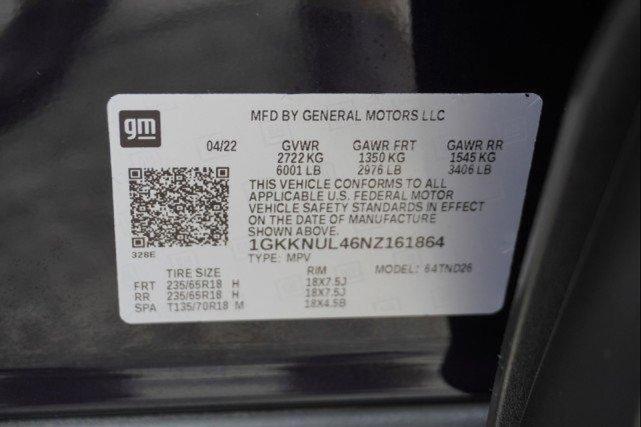 gm
MFD BY GENERAL MOTORS LLC
04/22 GVWR GAWR FRT GAWR RR
2722 KG 1350 KG 1545 KG
6001 LB 2976 LB 3406 LB
THIS VEHICLE CONFORMS TO ALL
APPLICABLE U.S. FEDERAL MOTOR
VEHICLE SAFETY STANDARDS IN EFFECT
ON THE DATE OF MANUFACTURE
SHOWN ABOVE.
328E
1GKKNUL46NZ161864
TYPE: MPV MODEL: 64TND26
TIRE SIZE RIM
FRT 235/65R18 H 18X7.5J
RR 235/65R18 H 18X7.5J
SPA T135/70R18 M 18X4.5B